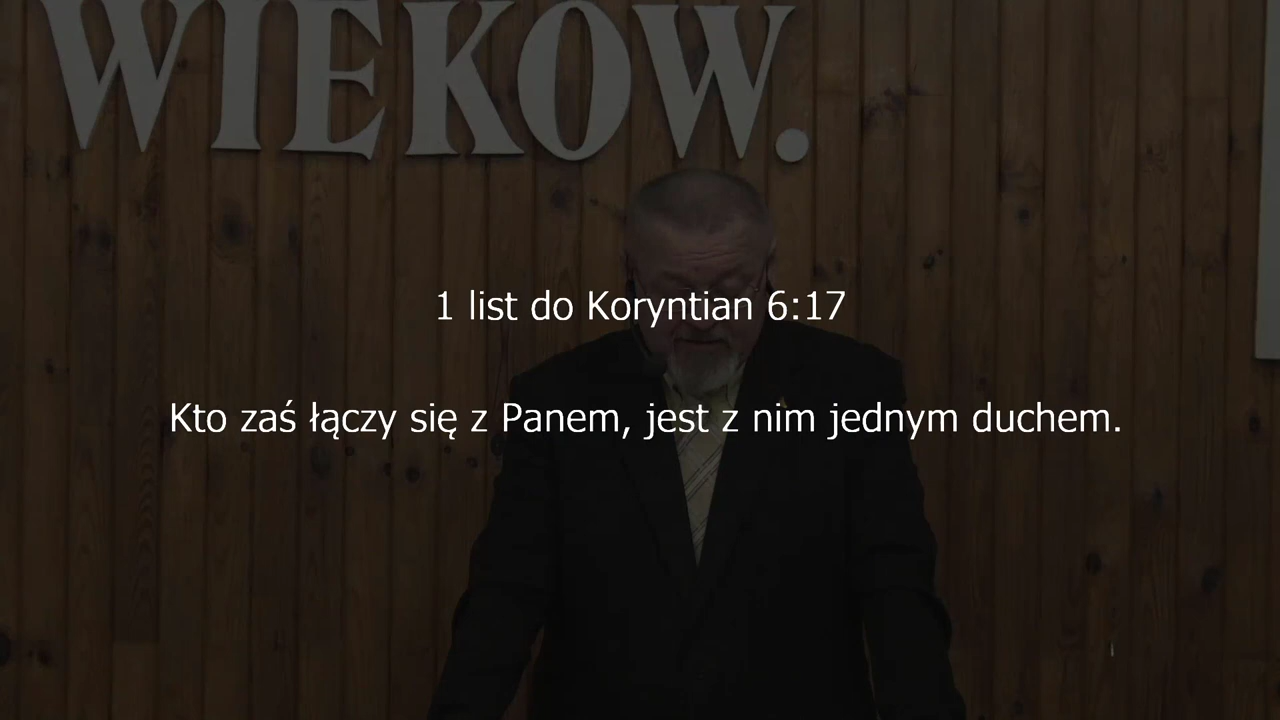 WIEKÓW.
1 list do Koryntian 6:17
Kto zaś łączy się z Panem, jest z nim jednym duchem.